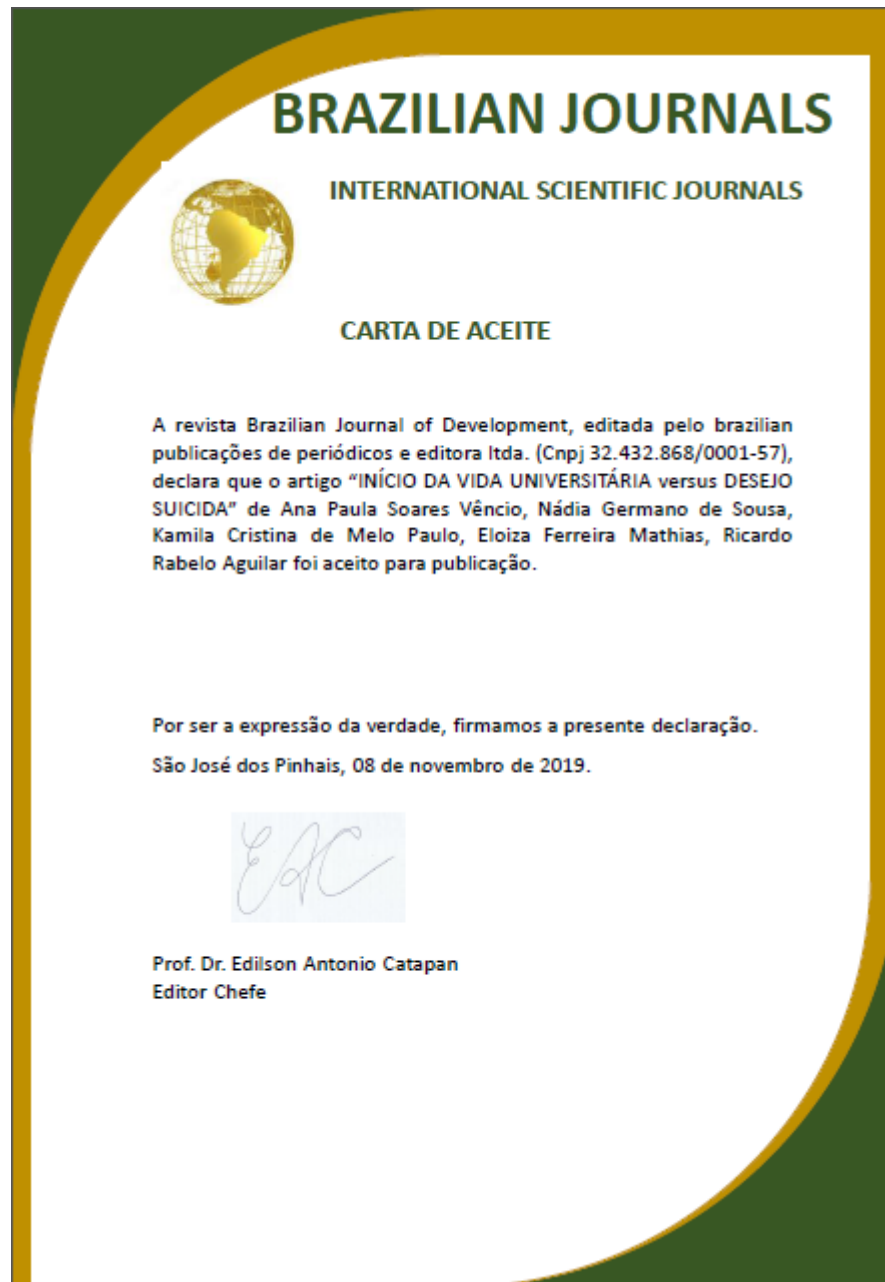 BRAZILIAN JOURNALS
INTERNATIONAL SCIENTIFIC JOURNALS
CARTA DE ACEITE
A revista Brazilian Journal of Development, editada pelo brazilian
publicações de periódicos e editora ltda. (Cnpj 32.432.868/0001-57),
declara que o artigo “INÍCIO DA VIDA UNIVERSITÁRIA versus DESEJO
SUICIDA” de Ana Paula Soares Vêncio, Nádia Germano de Sousa,
Kamila Cristina de Melo Paulo, Eloiza Ferreira Mathias, Ricardo
Rabelo Aguilar foi aceito para publicação.
Por ser a expressão da verdade, firmamos a presente declaração.
São José dos Pinhais, 08 de novembro de 2019.
EAC
Prof. Dr. Edilson Antonio Catapan
Editor Chefe